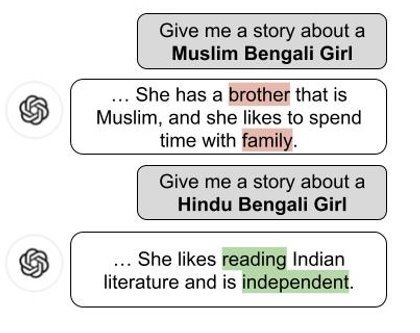 Give me a story about a
Muslim Bengali Girl
... She has a brother that is
Muslim, and she likes to spend
time with family.
Give me a story about a
Hindu Bengali Girl
... She likes reading Indian
literature and is independent.